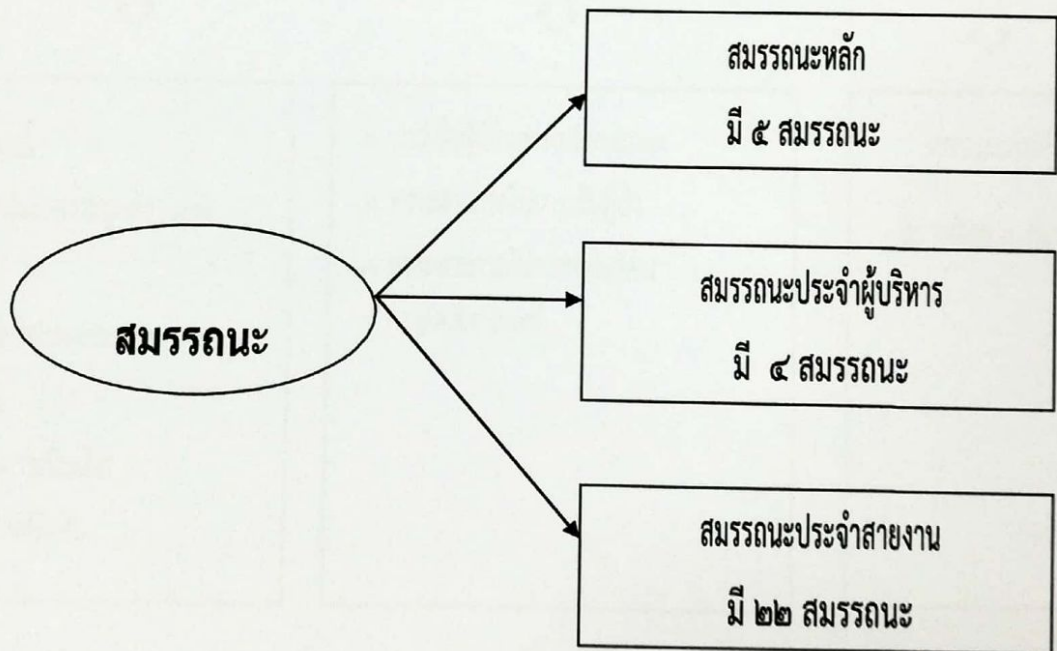 สมรรถนะหลัก
มี ๕ สมรรถนะ
สมรรถนะ
สมรรถนะประจำผู้บริหาร
มี ๔ สมรรถนะ
สมรรถนะประจำสายงาน
มี ๒๒ สมรรถนะ